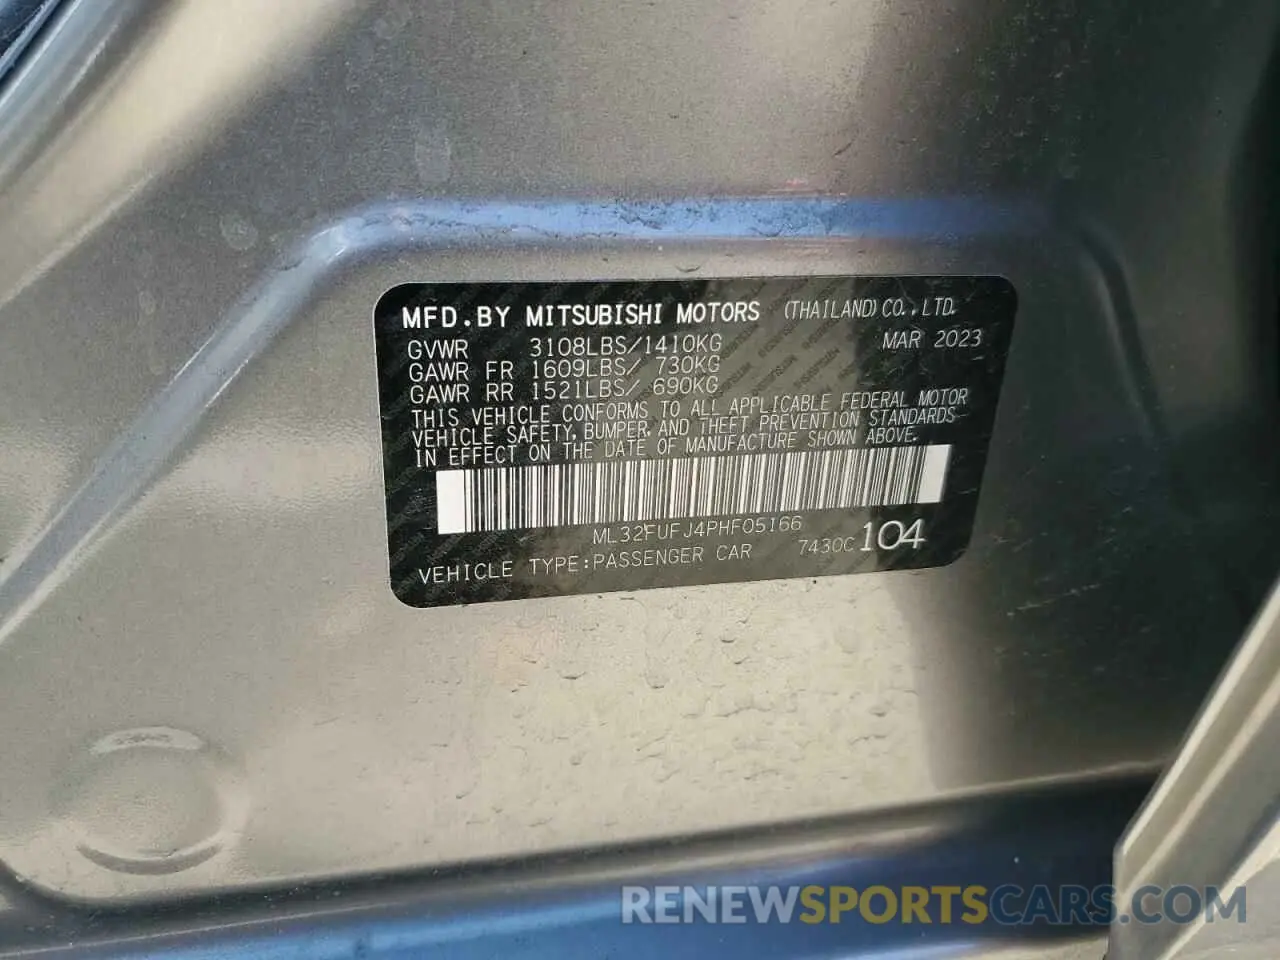 MFD.BY MITSUBISHI MOTORS (THAILAND)CO.,LTD.
GVWR 3108LBS/1410KG MAR 2023
GAWR FR 1609LBS/ 730KG
GAWR RR 1521LBS/ 690KG
THIS VEHICLE CONFORMS TO ALL APPLICABLE FEDERAL MOTOR
VEHICLE SAFETY, BUMPER, AND THEFT PREVENTION STANDARDS
IN EFFECT ON THE DATE OF MANUFACTURE SHOWN ABOVE.
ML32FUFJ4PHF05166
VEHICLE TYPE:PASSENGER CAR 7430C 104
RENEWSPORTSCARS.COM